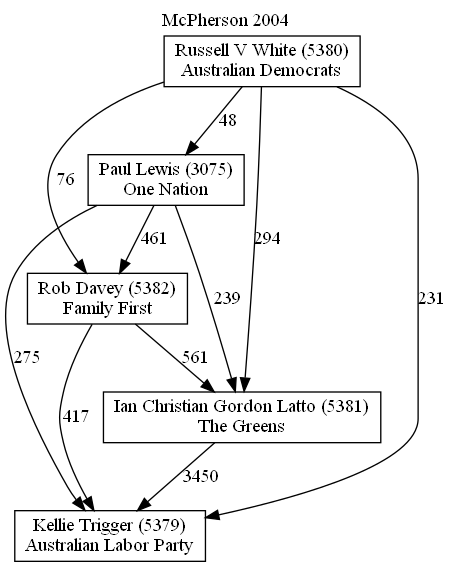 McPherson 2004
Russell V White (5380)
Australian Democrats
48
Paul Lewis (3075)
One Nation
76
461
294
Rob Davey (5382)
Family First
239
231
275
561
417
Ian Christian Gordon Latto (5381)
The Greens
3450
Kellie Trigger (5379)
Australian Labor Party